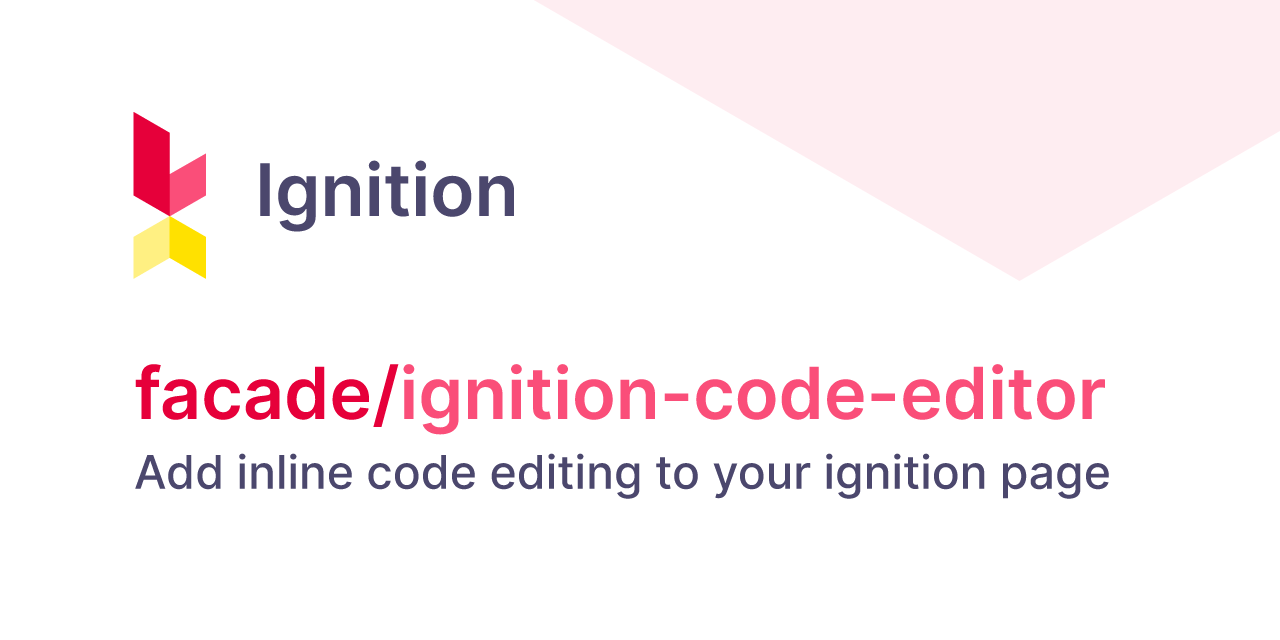 Ignition
facade/ignition-code-editor
Add inline code editing to your ignition page